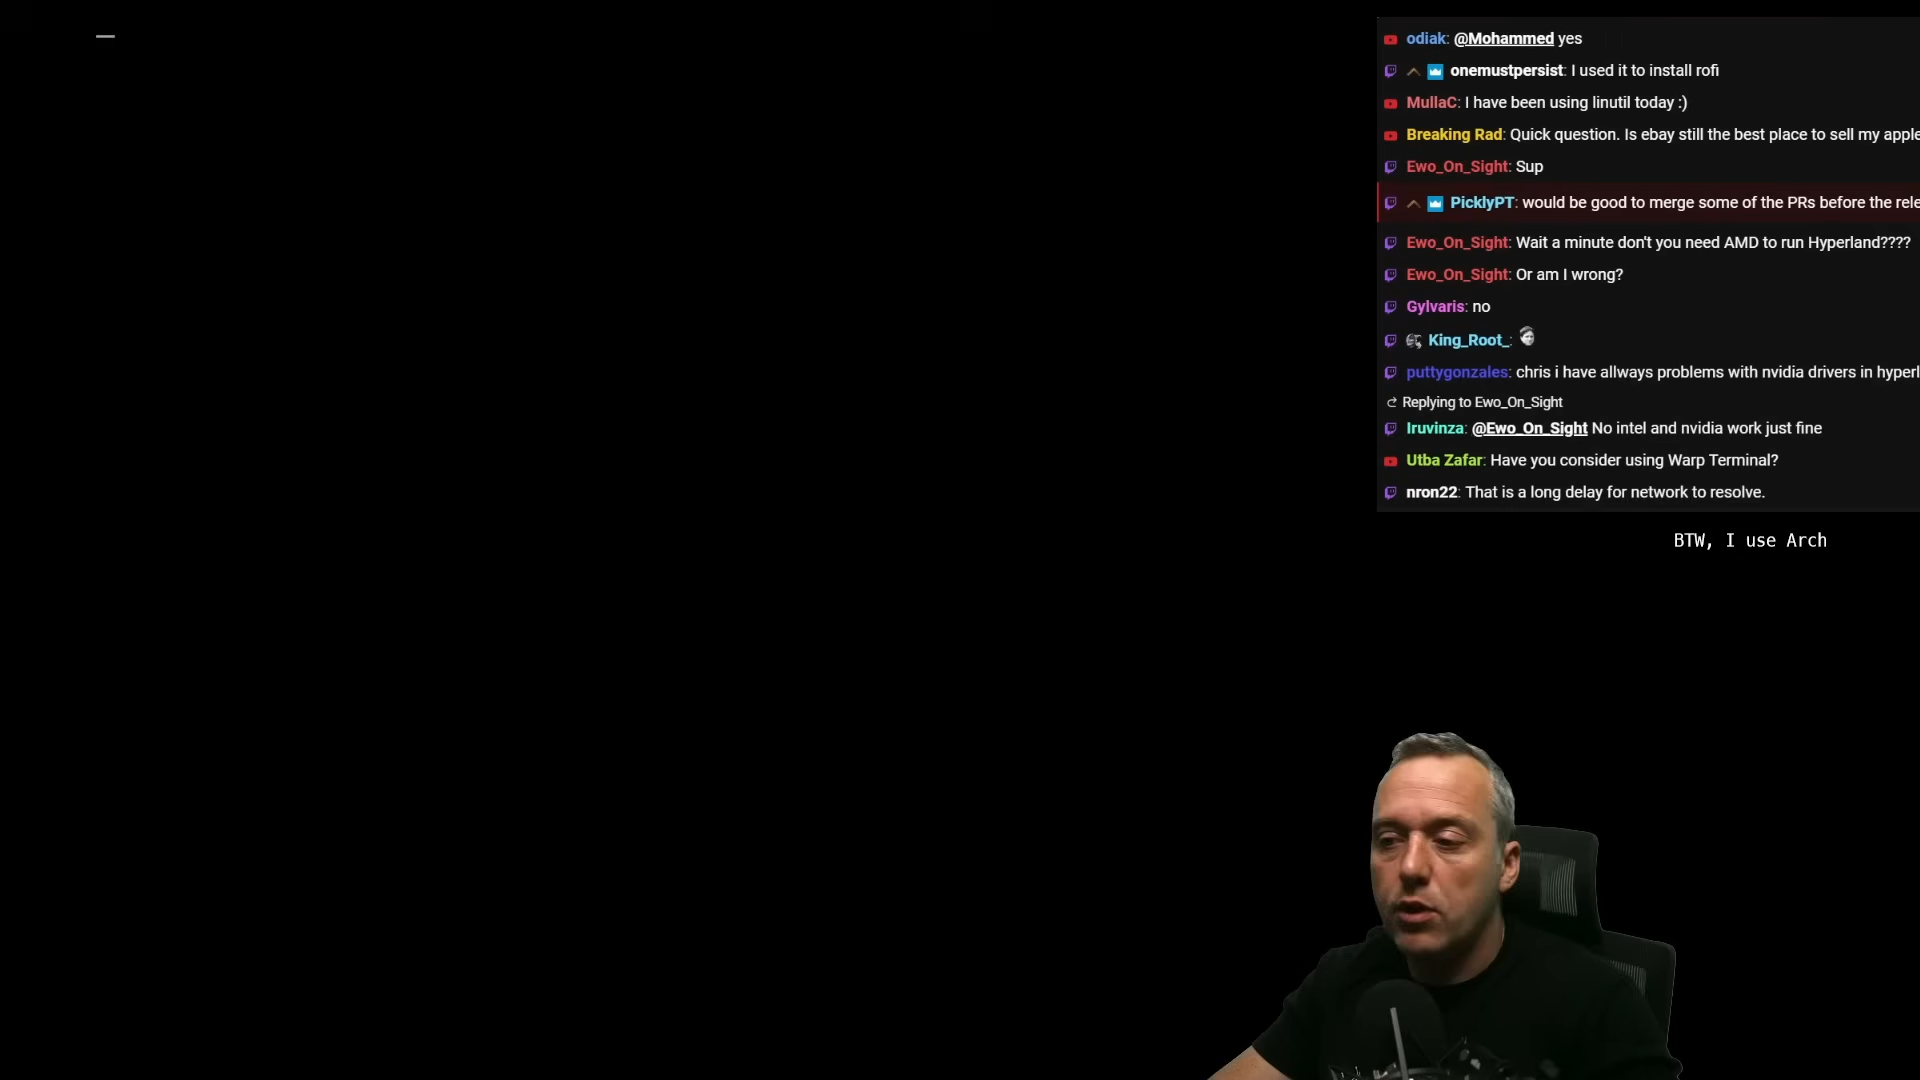 odiak: @Mohammed yes
onemustpersist: I used it to install rofi
MullaC: I have been using linutil today :)
Breaking Rad: Quick question. Is ebay still the best place to sell my apple
Ewo_On_Sight: Sup
PicklyPT: would be good to merge some of the PRs before the rele
Ewo_On_Sight: Wait a minute don't you need AMD to run Hyperland????
Ewo_On_Sight: Or am I wrong?
Gylvaris: no
King_Root_:
puttygonzales: chris i have allways problems with nvidia drivers in hyperl
Replying to Ewo_On_Sight
Iruvinza: @Ewo_On_Sight No intel and nvidia work just fine
Utba Zafar: Have you consider using Warp Terminal?
nron22: That is a long delay for network to resolve.
BTW, I use Arch